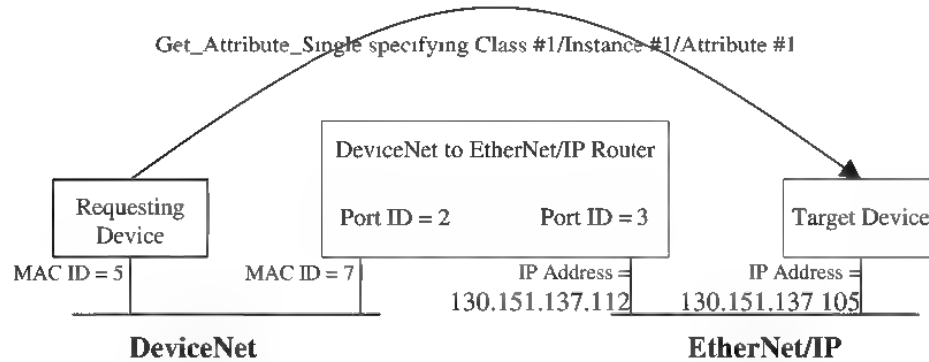 Get_Attribute_Single specifying Class #1/Instance #1/Attribute #1
DeviceNet to EtherNet/IP Router
Requesting
Device
Port ID = 2
Port ID = 3
Target Device
MAC ID = 5
MAC ID = 7
IP Address =
130.151.137.112
IP Address =
130.151.137 105
DeviceNet
EtherNet/IP